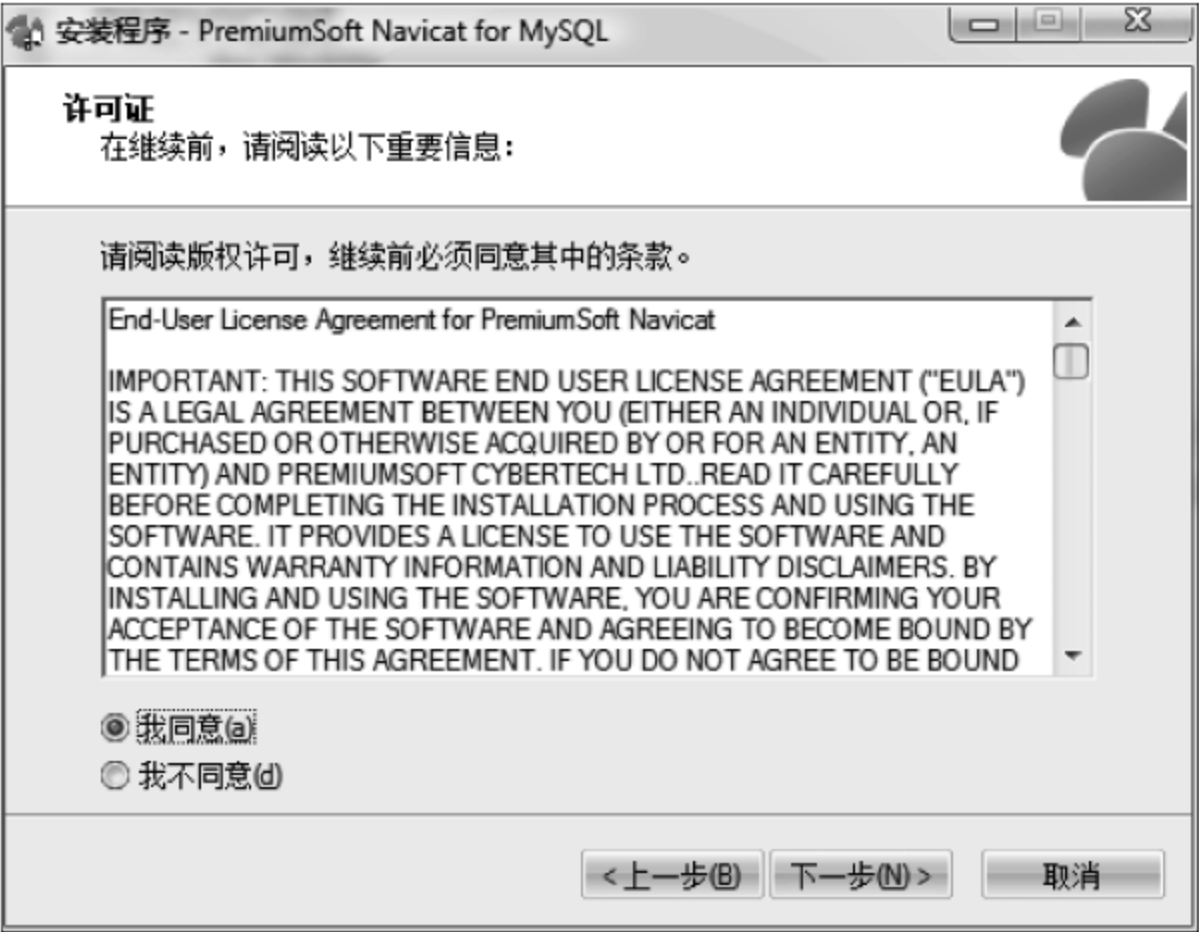 安装程序 - PremiumSoft Navicat for MySQL
许可证
在继续前，请阅读以下重要信息：
请阅读版权许可，继续前必须同意其中的条款。
End-User License Agreement for PremiumSoft Navicat
IMPORTANT: THIS SOFTWARE END USER LICENSE AGREEMENT ("EULA")
IS A LEGAL AGREEMENT BETWEEN YOU (EITHER AN INDIVIDUAL OR, IF
PURCHASED OR OTHERWISE ACQUIRED BY OR FOR AN ENTITY, AN
ENTITY) AND PREMIUMSOFT CYBERTECH LTD..READ IT CAREFULLY
BEFORE COMPLETING THE INSTALLATION PROCESS AND USING THE
SOFTWARE. IT PROVIDES A LICENSE TO USE THE SOFTWARE AND
CONTAINS WARRANTY INFORMATION AND LIABILITY DISCLAIMERS. BY
INSTALLING AND USING THE SOFTWARE, YOU ARE CONFIRMING YOUR
ACCEPTANCE OF THE SOFTWARE AND AGREEING TO BECOME BOUND BY
THE TERMS OF THIS AGREEMENT. IF YOU DO NOT AGREE TO BE BOUND
我同意(a)
我不同意(d)
<上一步(B) 下一步(N)> 取消